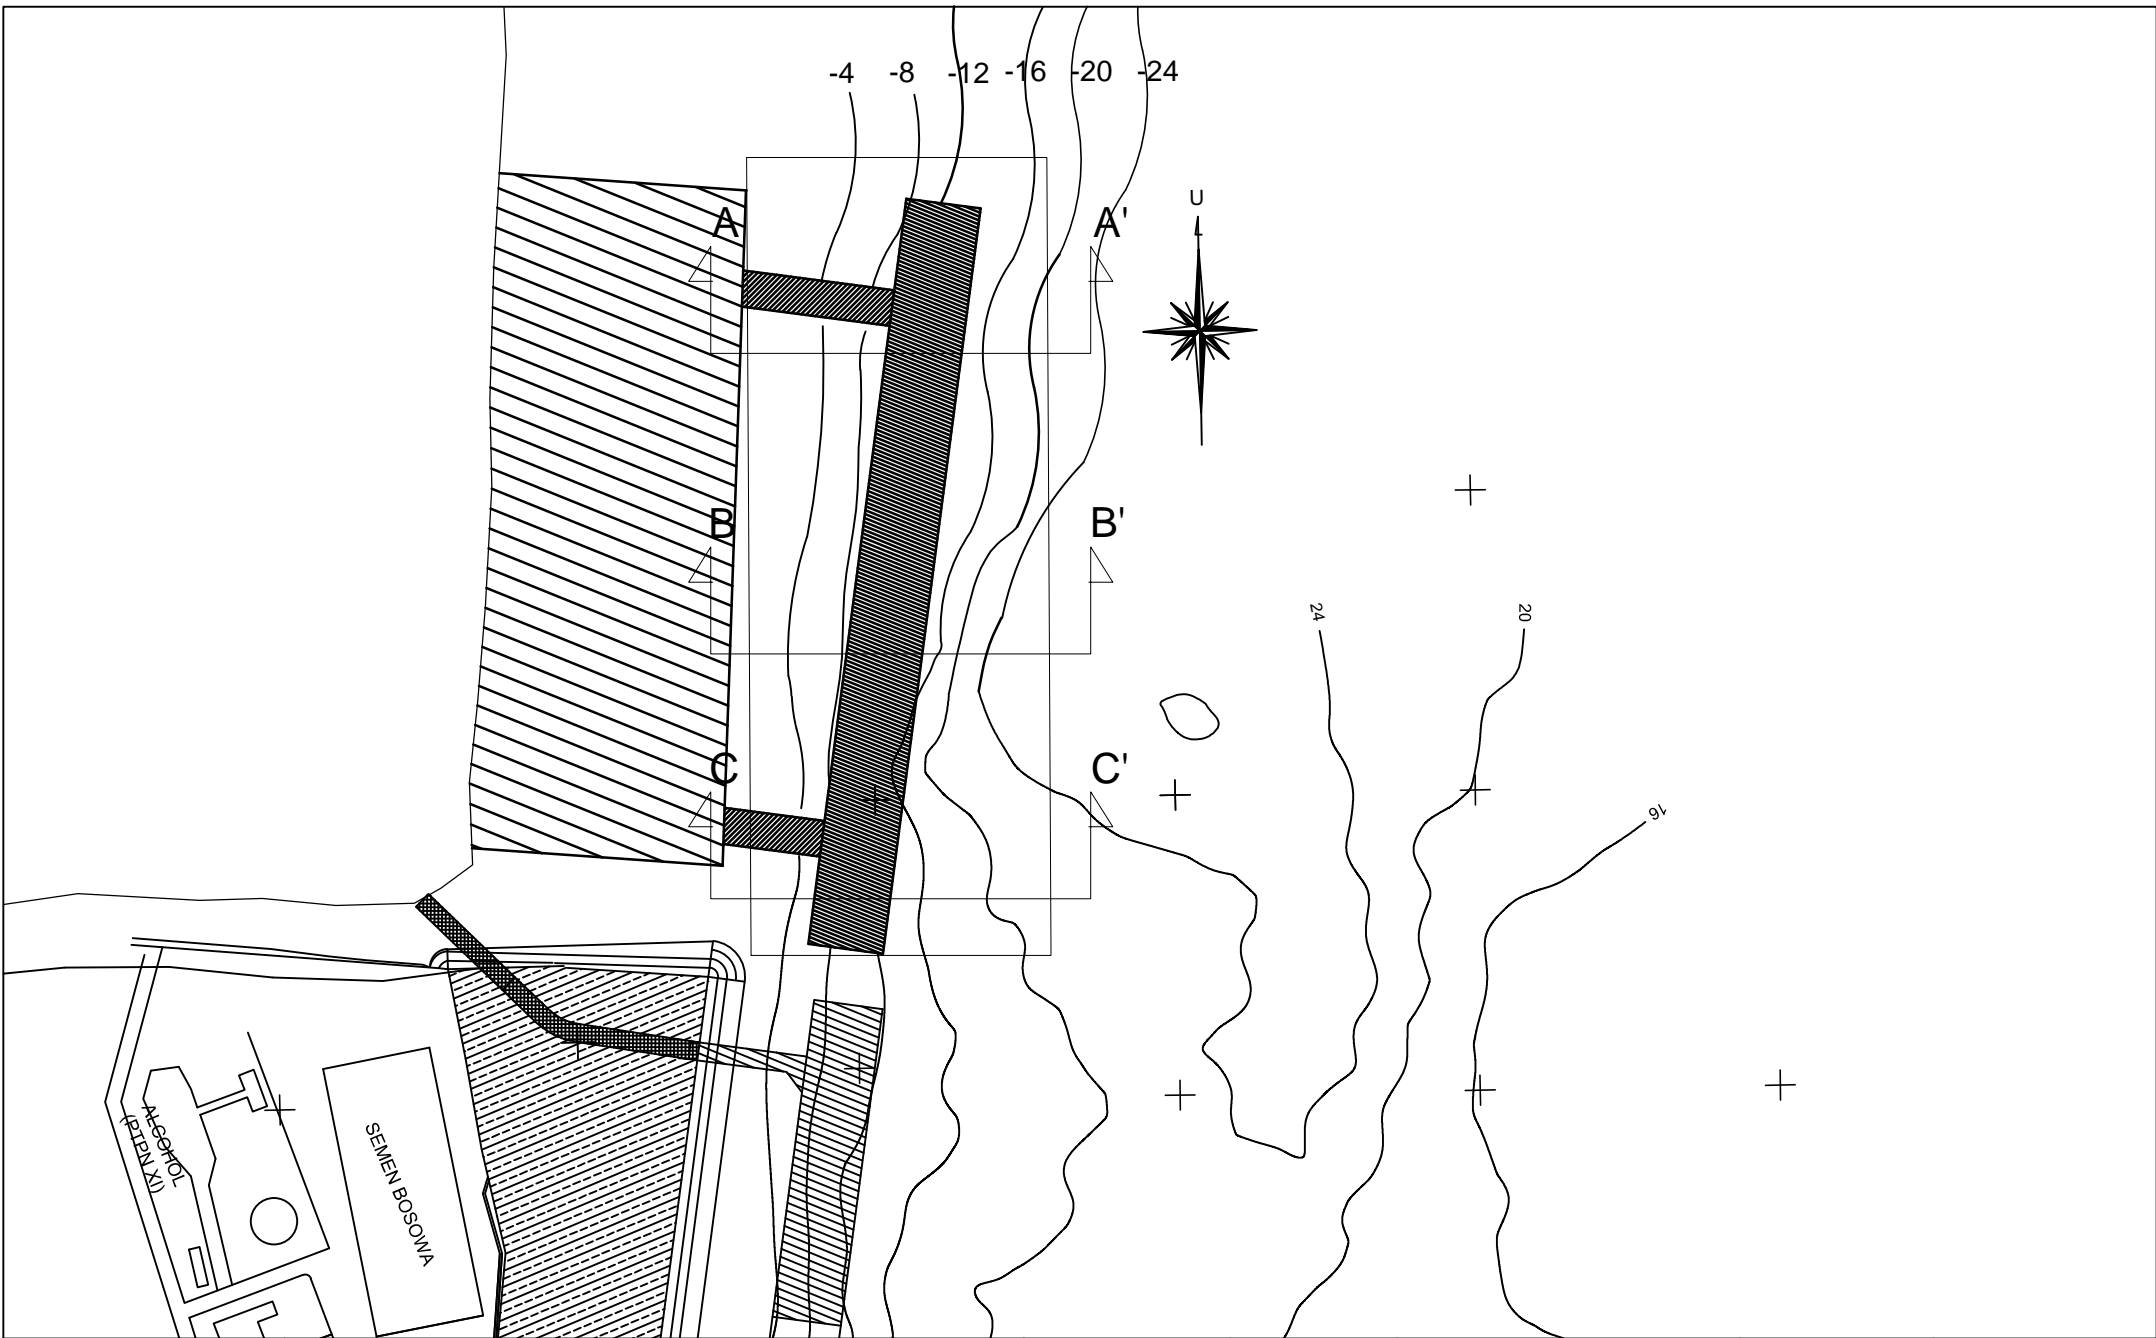 -4 -8 -12 -16 -20 -24
U
A A'
B B'
24 20
C C'
16
ALCOHOL
(PTPN XI)
SEMEN BOSOWA